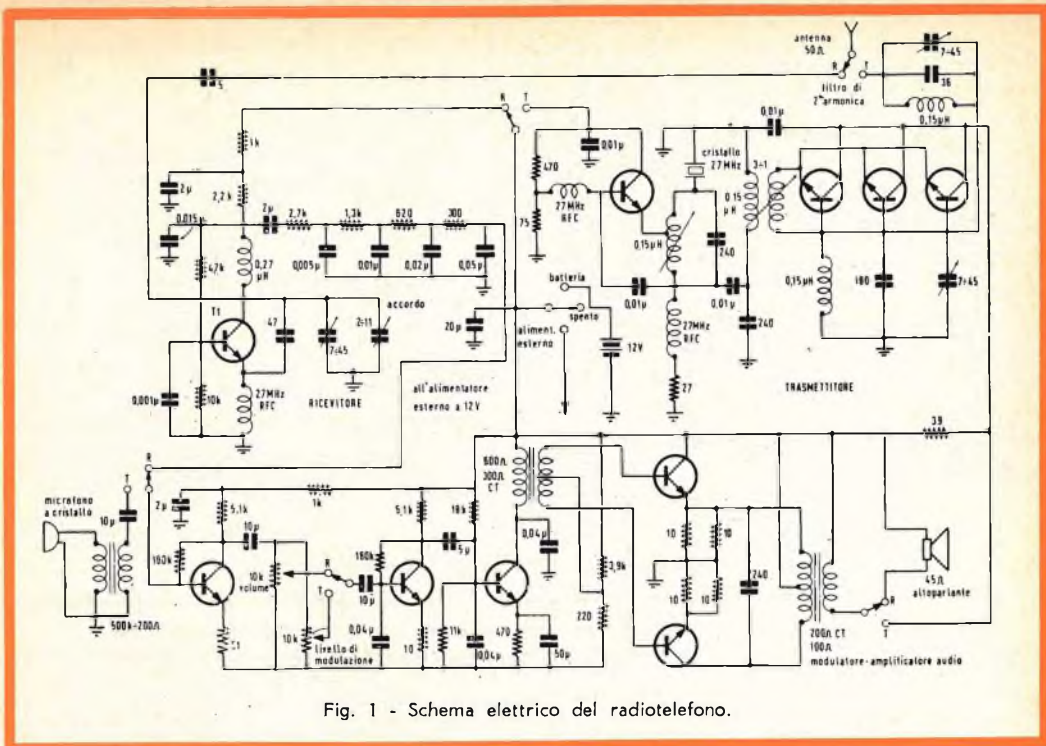 antenna
50Ω
R
T
7÷45
36
filtro di
2ª armonica
0,15μH
5
R
T
1k
0,01μ
0,01μ
cristallo
27MHz
470
2μ
2,2k
3÷1
0,15
μH
0,015
2μ
2,7k
1,3k
620
300
27MHz
RFC
75
0,15μH
240
47k
0,27
μH
0,005μ
0,01μ
0,02μ
0,05μ
accordo
0,15μH
180
7÷45
T1
47
7÷45
2÷11
batteria
0,01μ
0,01μ
spento
20μ
aliment.
esterno
27MHz
RFC
240
12V
0,001μ
10k
27MHz
RFC
RICEVITORE
all'alimentatore
esterno a 12V
27
TRASMETTITORE
39
R
T
microfono
a cristallo
10μ
2μ
5,1k
1k
5,1k
18k
CT
0,04μ
160k
10μ
160k
5μ
10
10
3,9k
10k
volume
R
T
10μ
10
10
240
45Ω
altoparlante
220
R
T
500k-200Ω
10k
livello di
modulazione
0,04μ
10
11k
0,04μ
470
50μ
200Ω CT
100Ω
modulatore-amplificatore audio
Fig. 1 - Schema elettrico del radiotelefono.